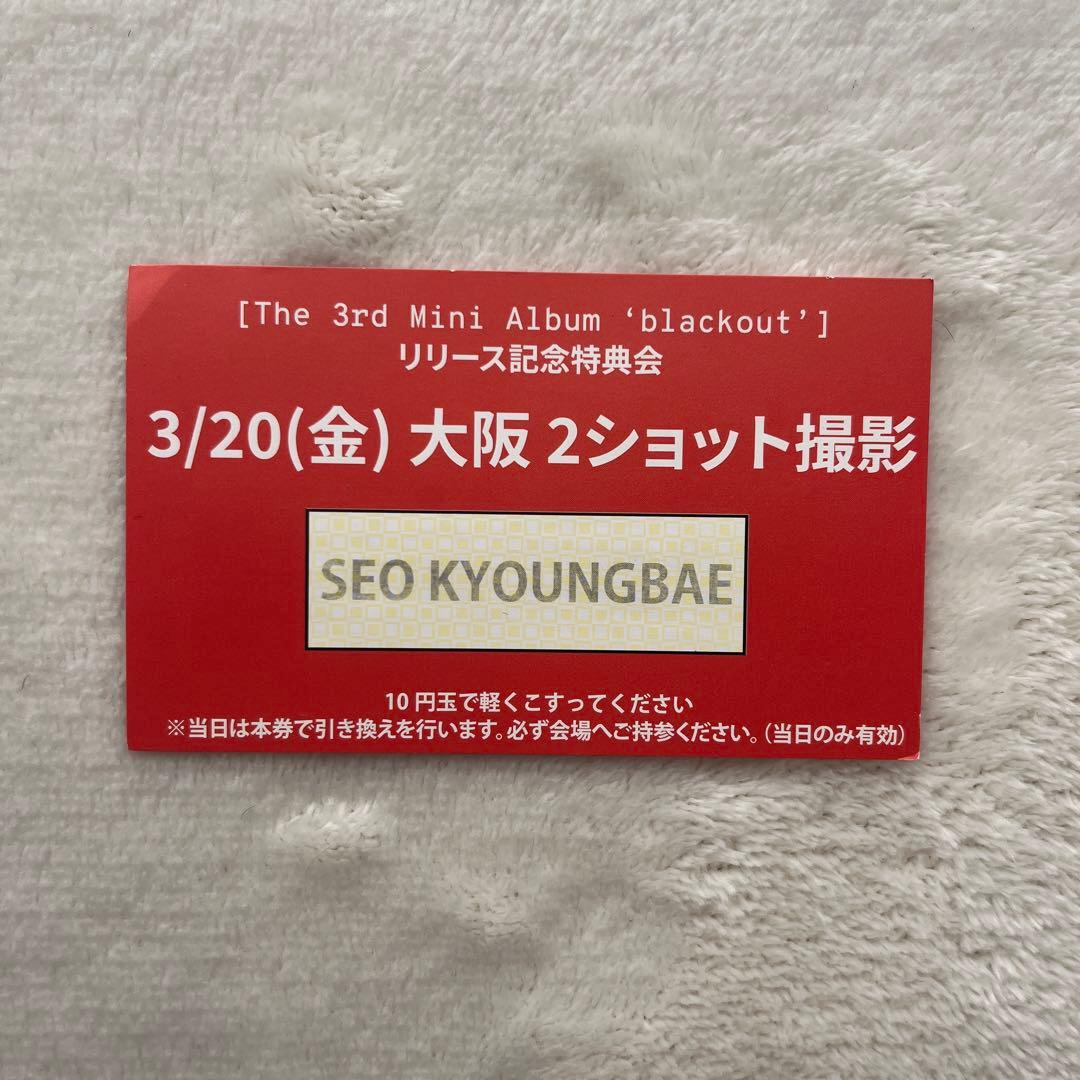 [The 3rd Mini Album ‘blackout’]
リリース記念特典会
3/20(金) 大阪 2ショット撮影
SEO KYOUNGBAE
10 円玉で軽くこすってください
※当日は本券で引き換えを行います。必ず会場へご持参ください。(当日のみ有効)